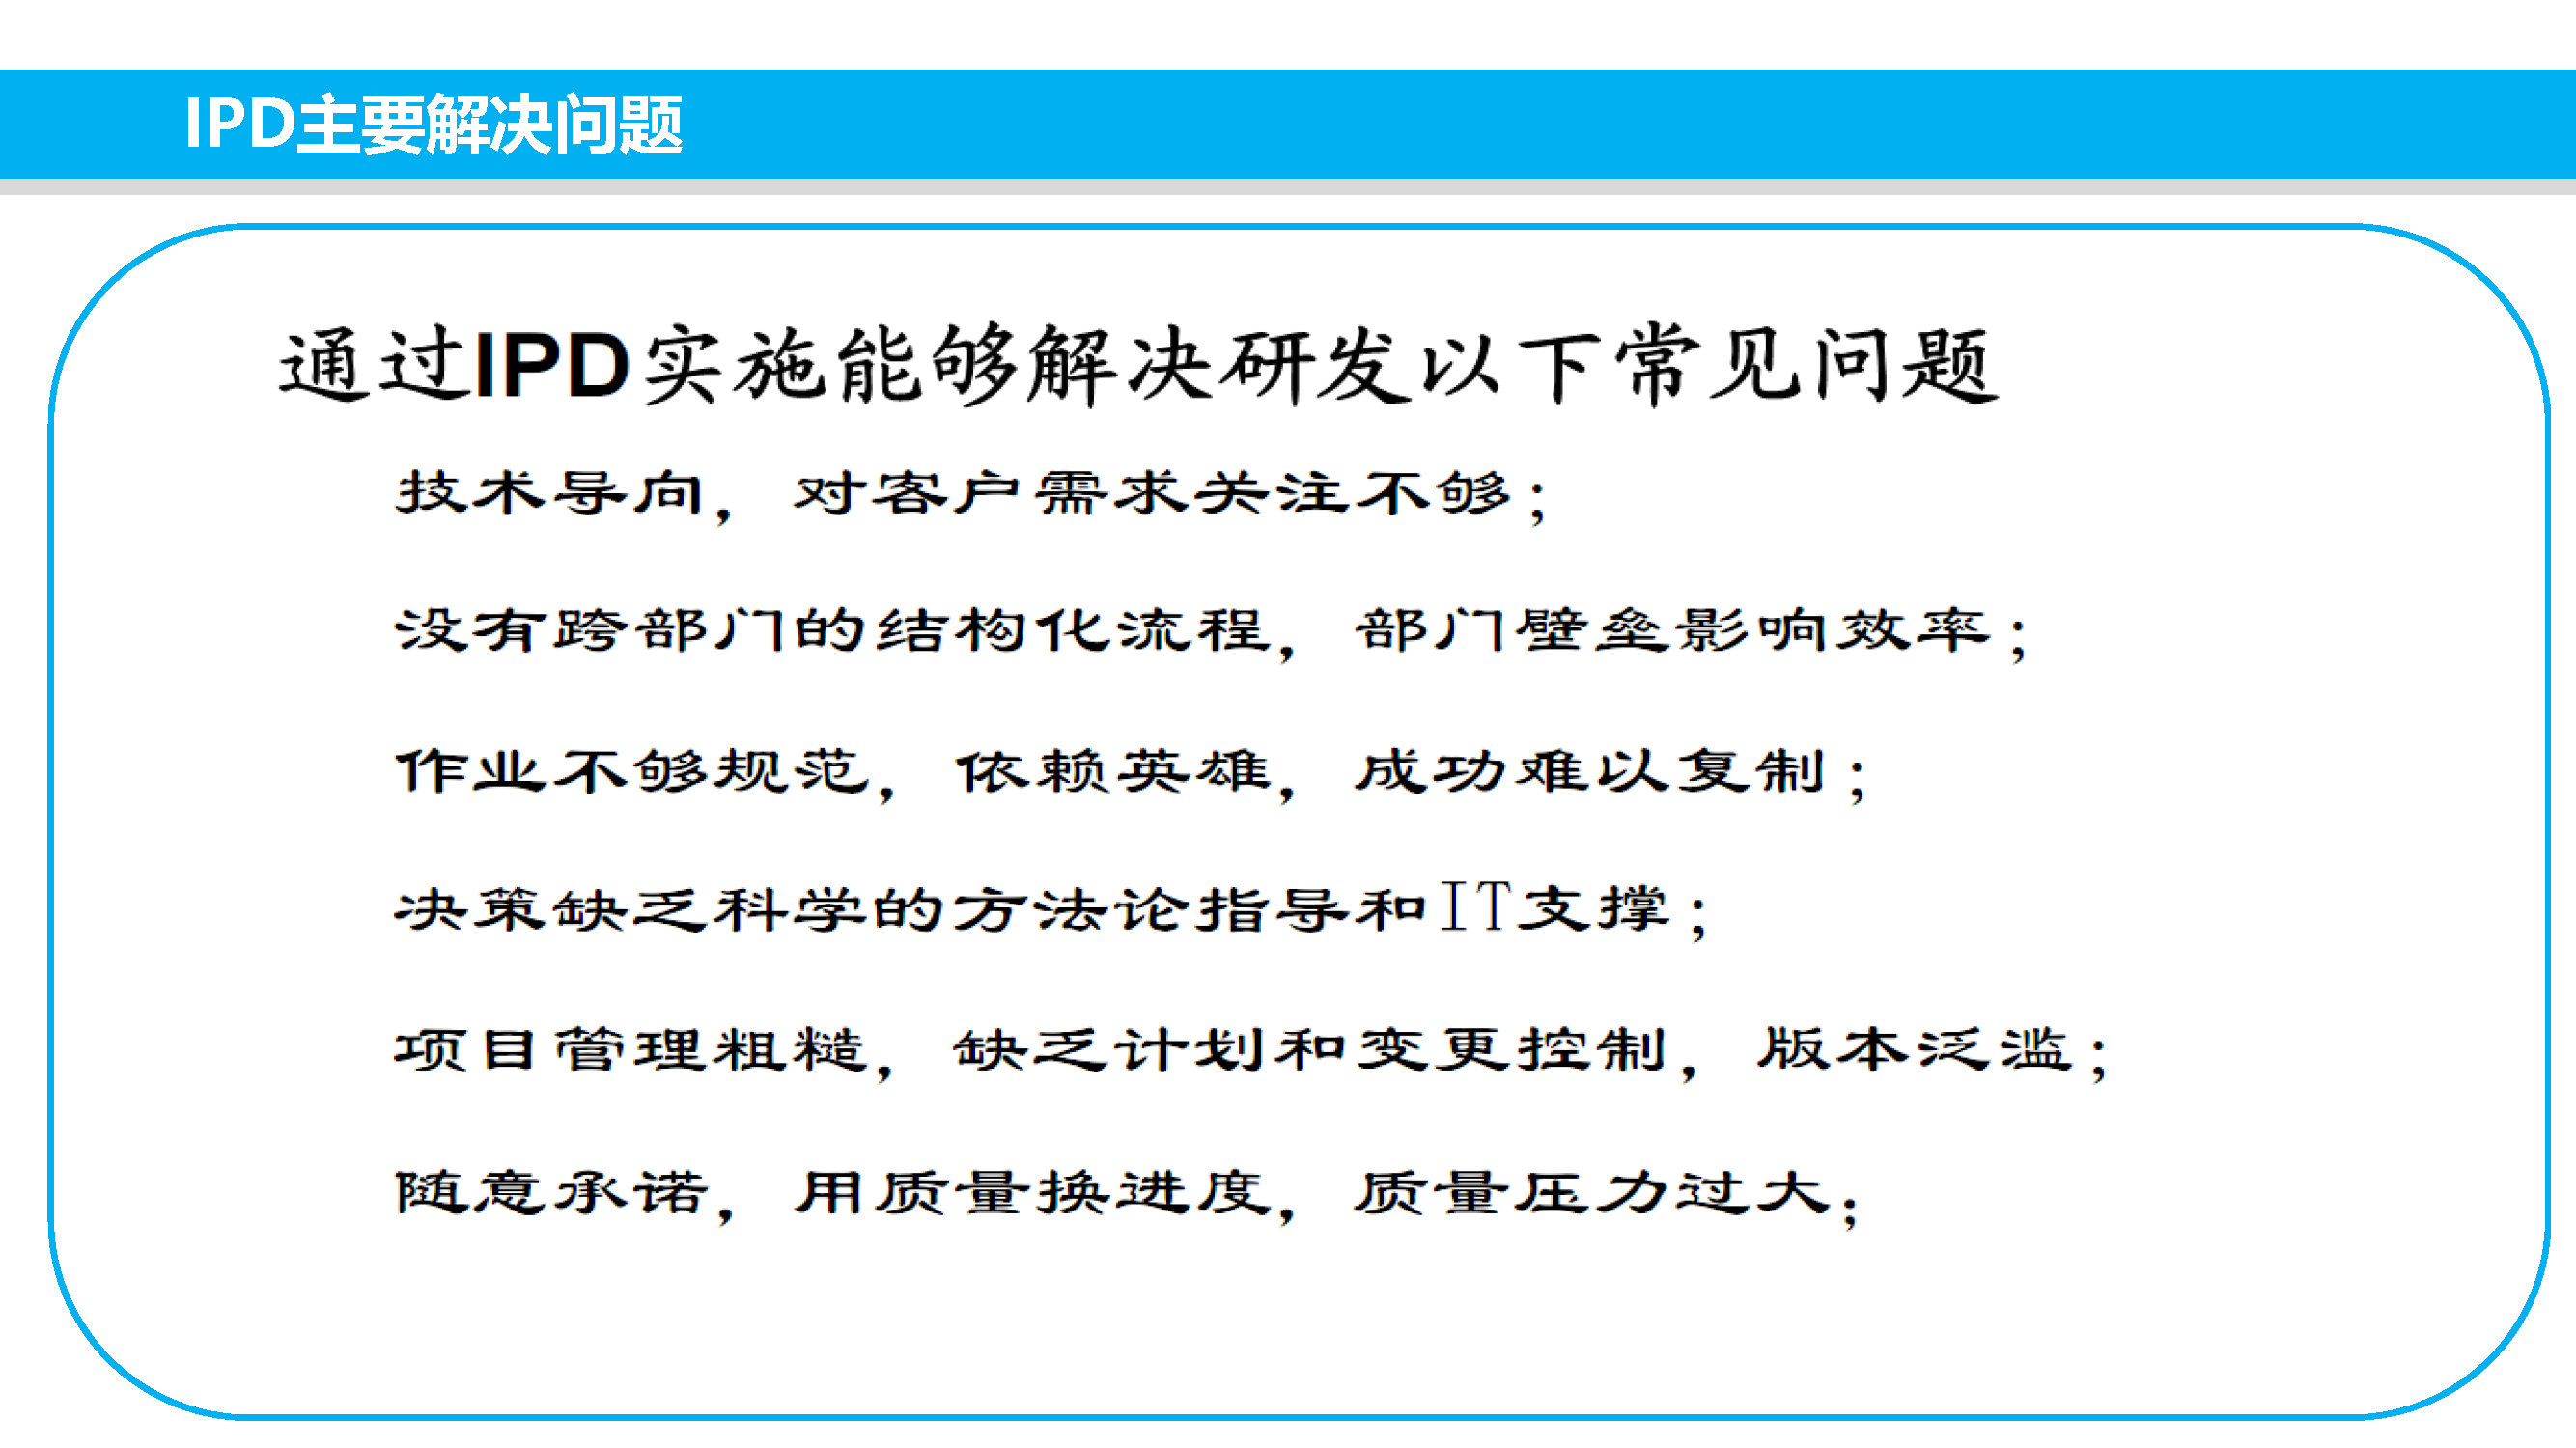 IPD主要解决问题
通过IPD实施能够解决研发以下常见问题
技术导向，对客户需求关注不够；
没有跨部门的结构化流程，部门壁垒影响效率；
作业不够规范，依赖英雄，成功难以复制；
决策缺乏科学的方法论指导和IT支撑；
项目管理粗糙，缺乏计划和变更控制，版本泛滥；
随意承诺，用质量换进度，质量压力过大；